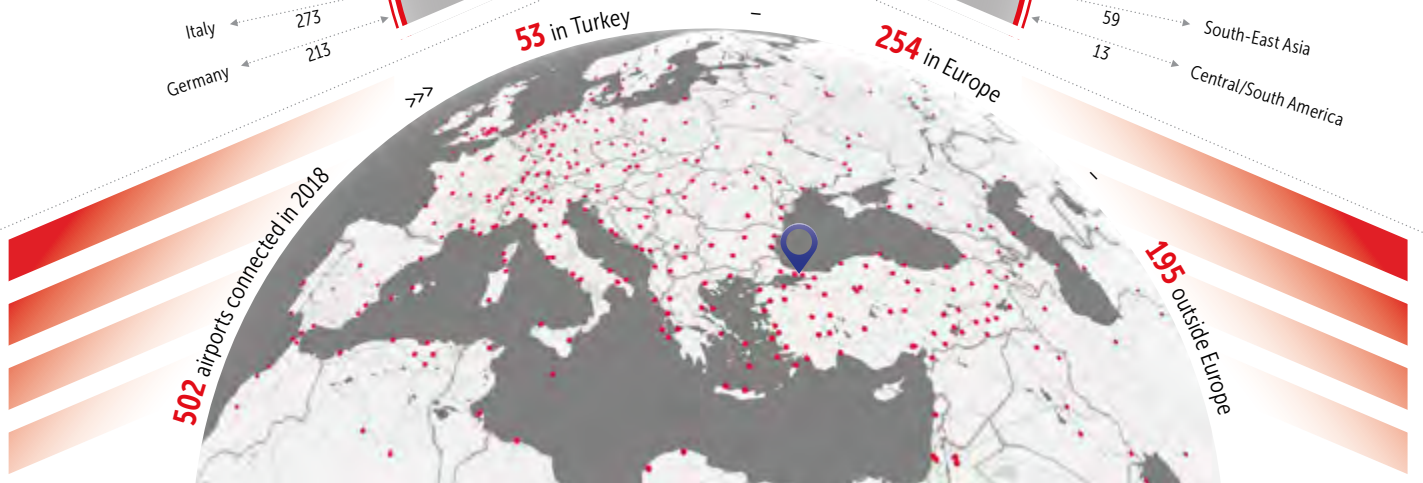 Italy 273
Germany 213
59 South-East Asia
13 Central/South America
>>>
502 airports connected in 2018
53 in Turkey
–
254 in Europe
–
195 outside Europe